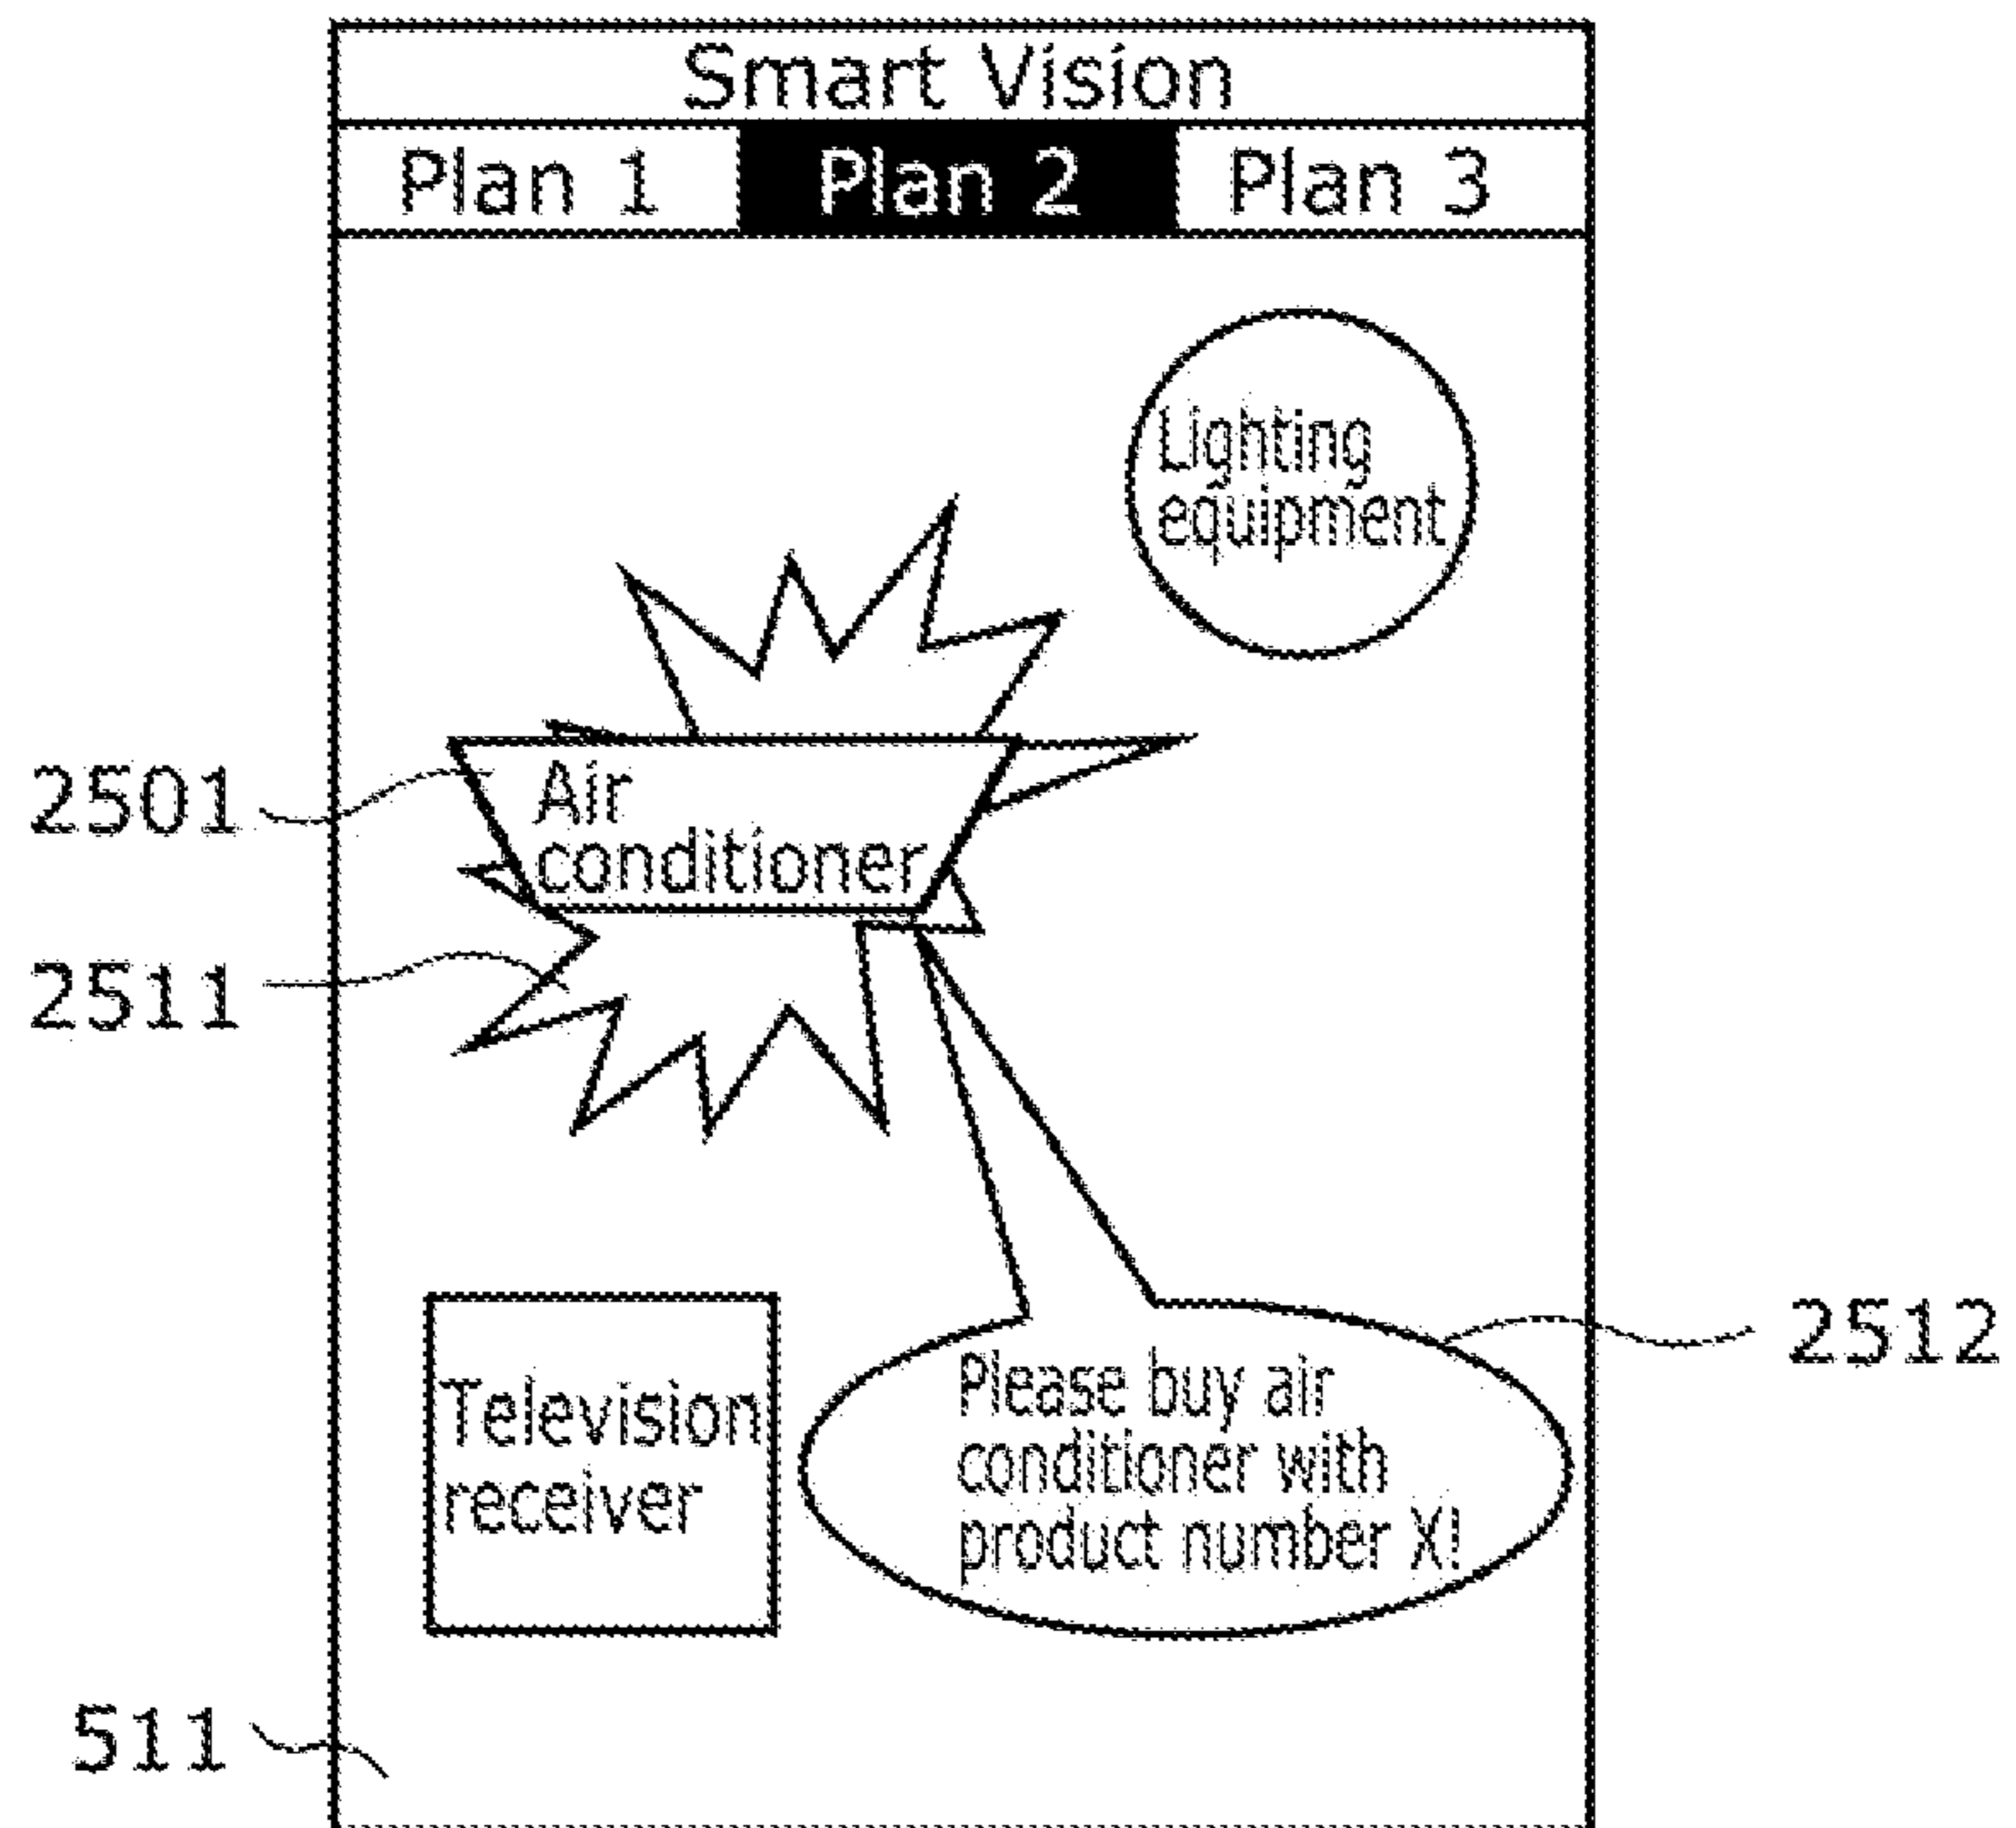 Smart Vision
Plan 1 Plan 2 Plan 3
Lighting
equipment
2501
Air
conditioner
2511
2512
Television
receiver
Please buy air
conditioner with
product number X!
511